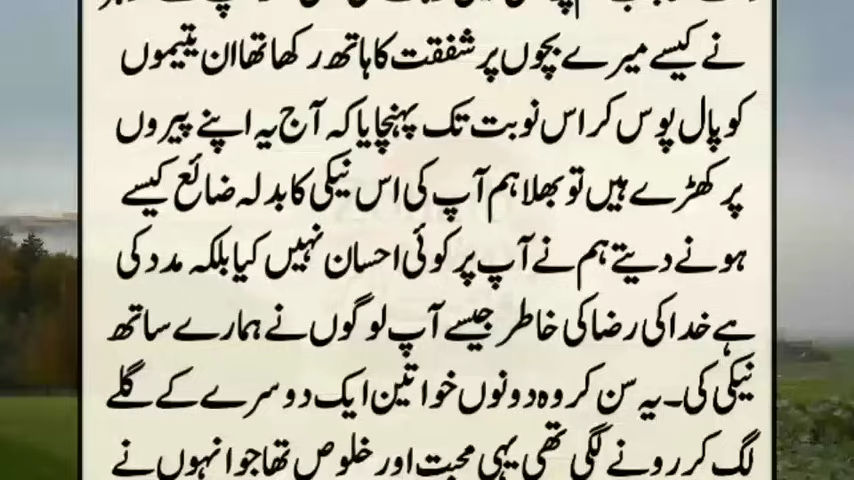 نے کیسے میرے بچوں پر شفقت کا ہاتھ رکھا تھا ان یتیموں
کو پال پوس کر اس نوبت تک پہنچایا کہ آج یہ اپنے پیروں
پر کھڑے ہیں تو بھلا ہم آپ کی اس نیکی کا بدلہ ضائع کیسے
ہونے دیتے ہم نے آپ پر کوئی احسان نہیں کیا بلکہ مدد کی
ہے خدا کی رضا کی خاطر جیسے آپ لوگوں نے ہمارے ساتھ
نیکی کی۔ یہ سن کر وہ دونوں خواتین ایک دوسرے کے گلے
لگ کر رونے لگی تھی یہی محبت اور خلوص تھا جو انہوں نے